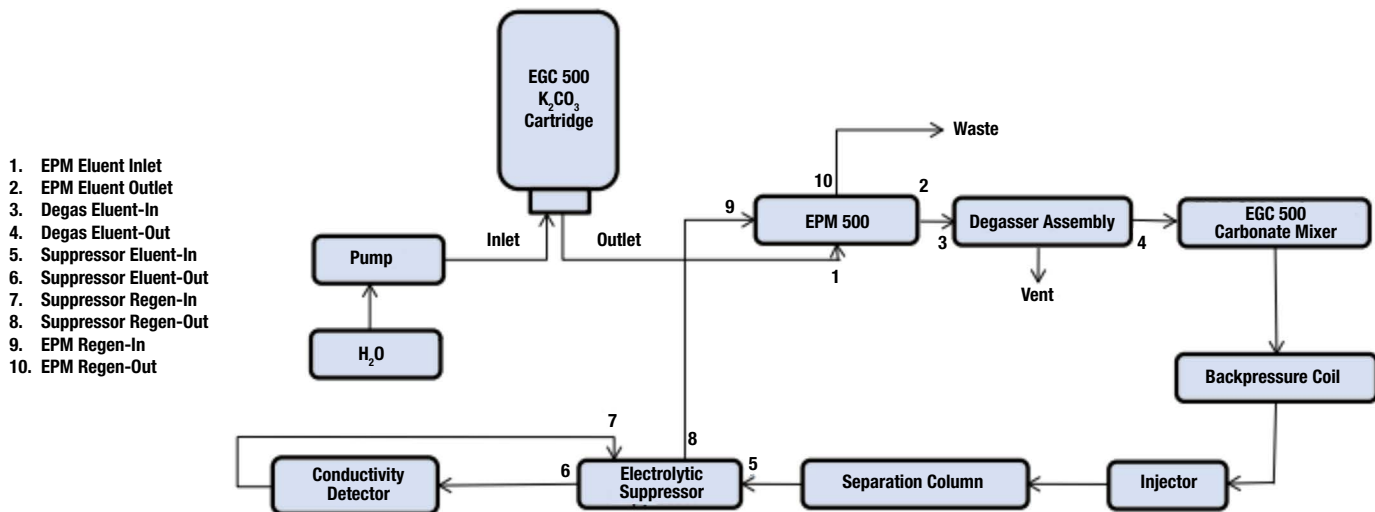 EGC 500
K₂CO₃
Cartridge
Waste
1. EPM Eluent Inlet
2. EPM Eluent Outlet
3. Degas Eluent-In
4. Degas Eluent-Out
5. Suppressor Eluent-In
6. Suppressor Eluent-Out
7. Suppressor Regen-In
8. Suppressor Regen-Out
9. EPM Regen-In
10. EPM Regen-Out
10
2
9
EPM 500
Degasser Assembly
EGC 500
Carbonate Mixer
3
4
Inlet
Outlet
Pump
1
Vent
H₂O
Backpressure Coil
7
8
Conductivity
Detector
6
Electrolytic
Suppressor
5
Separation Column
Injector